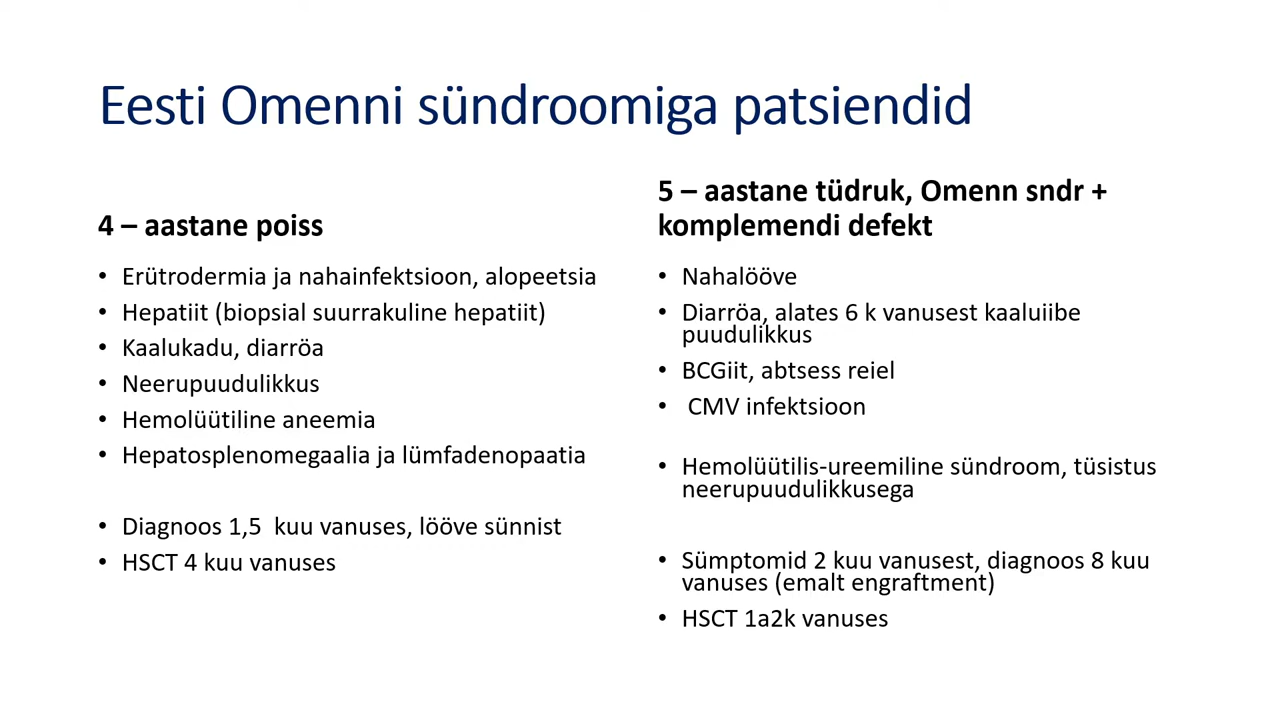 Eesti Omenni sündroomiga patsiendid
4 – aastane poiss
• Erütrodermia ja nahainfektsioon, alopeetsia
• Hepatiit (biopsial suurrakuline hepatiit)
• Kaalukadu, diarröa
• Neerupuudulikkus
• Hemolüütiline aneemia
• Hepatosplenomegaalia ja lümfadenopaatia
• Diagnoos 1,5 kuu vanuses, lööve sünnist
• HSCT 4 kuu vanuses
5 – aastane tüdruk, Omenn sndr +
komplemendi defekt
• Nahalööve
• Diarröa, alates 6 k vanusest kaaluiibe
puudulikkus
• BCGiit, abtsess reiel
• CMV infektsioon
• Hemolüütilis-ureemiline sündroom, tüsistus
neerupuudulikkusega
• Sümptomid 2 kuu vanusest, diagnoos 8 kuu
vanuses (emalt engraftment)
• HSCT 1a2k vanuses